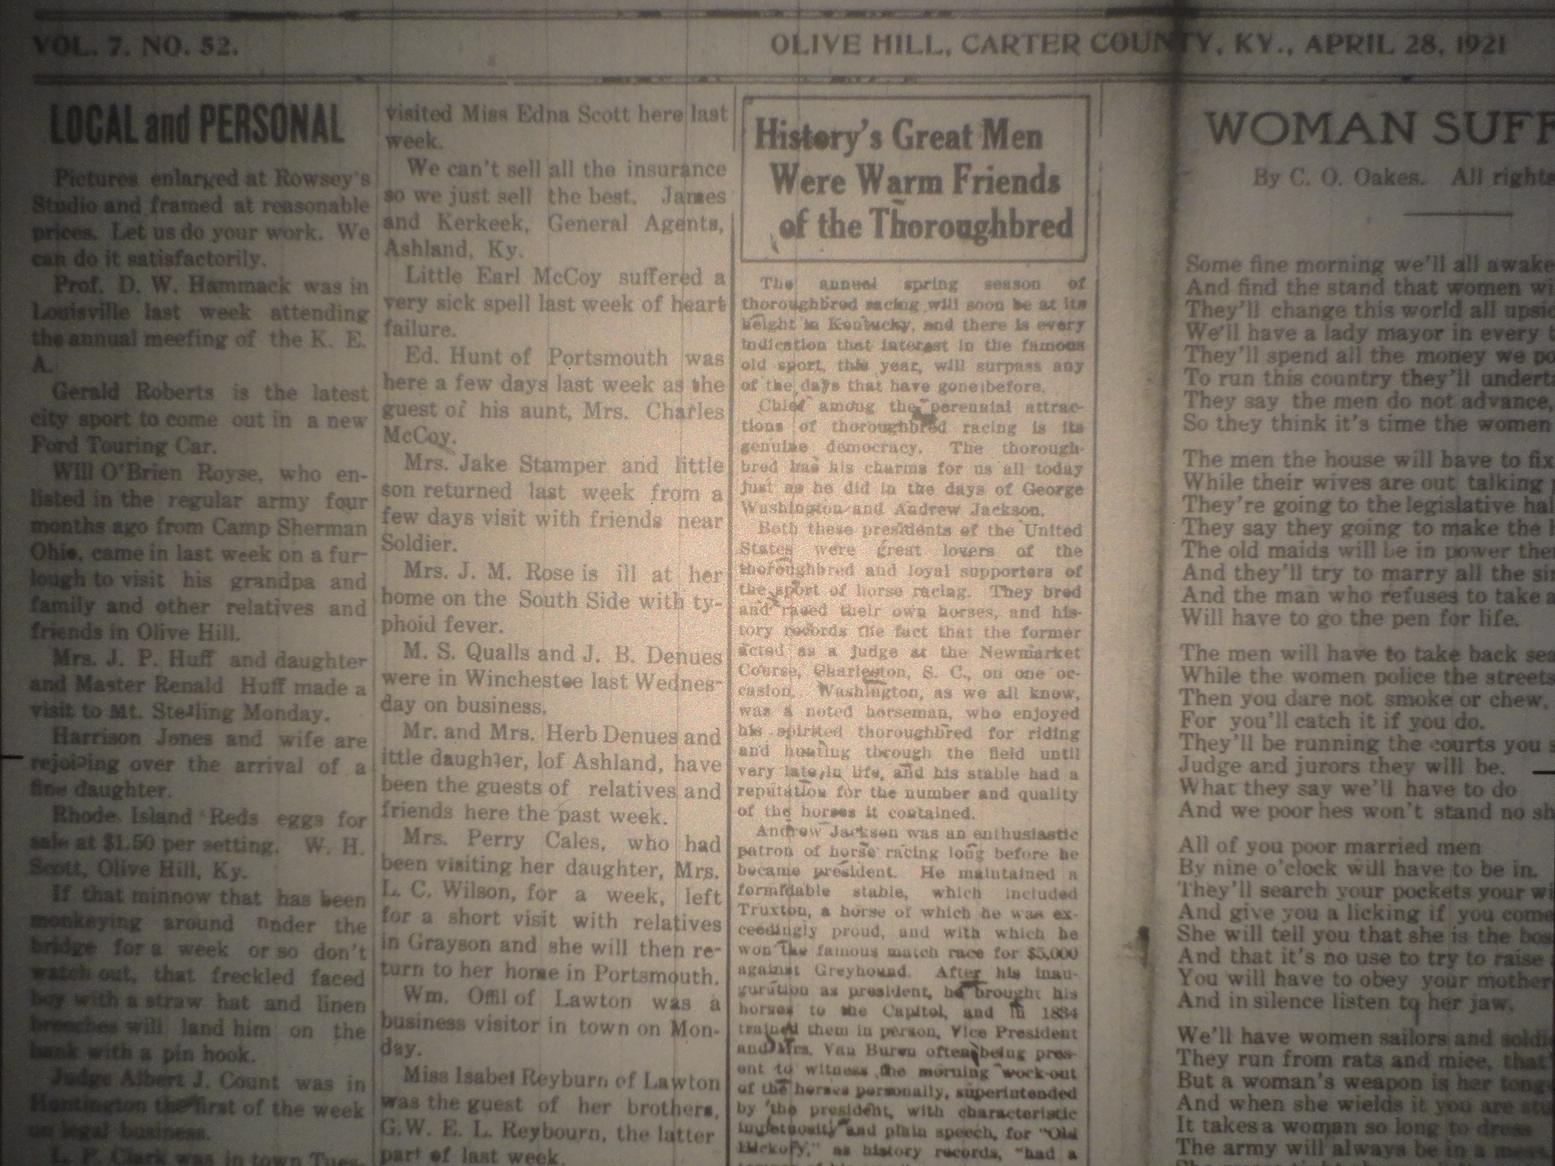 VOL. 7. NO. 52.
OLIVE HILL, CARTER COUNTY, KY., APRIL 28, 1921
LOCAL and PERSONAL
Pictures enlarged at Rowsey's
Studio and framed at reasonable
prices. Let us do your work. We
can do it satisfactorily.
Prof. D. W. Hammack was in
Louisville last week attending
the annual meefing of the K. E.
A.
Gerald Roberts is the latest
city sport to come out in a new
Ford Touring Car.
Will O'Brien Royse, who en-
listed in the regular army four
months ago from Camp Sherman
Ohio, came in last week on a fur-
lough to visit his grandpa and
family and other relatives and
friends in Olive Hill.
Mrs. J. P. Huff and daughter
and Master Renald Huff made a
visit to Mt. Sterling Monday.
Harrison Jones and wife are
rejoicing over the arrival of a
fine daughter.
Rhode Island Reds eggs for
sale at $1.50 per setting. W. H.
Scott, Olive Hill, Ky.
If that minnow that has been
monkeying around under the
bridge for a week or so don't
watch out, that freckled faced
boy with a straw hat and linen
breeches will land him on the
bank with a pin hook.
Judge Albert J. Count was in
Huntington the first of the week
on legal business.
L. P. Clark was in town Tues-
visited Miss Edna Scott here last
week.
We can't sell all the insurance
so we just sell the best. James
and Kerkeek, General Agents,
Ashland, Ky.
Little Earl McCoy suffered a
very sick spell last week of heart
failure.
Ed. Hunt of Portsmouth was
here a few days last week as the
guest of his aunt, Mrs. Charles
McCoy.
Mrs. Jake Stamper and little
son returned last week from a
few days visit with friends near
Soldier.
Mrs. J. M. Rose is ill at her
home on the South Side with ty-
phoid fever.
M. S. Qualls and J. B. Denues
were in Winchestee last Wednes-
day on business.
Mr. and Mrs. Herb Denues and
ittle daughter, lof Ashland, have
been the guests of relatives and
friends here the past week.
Mrs. Perry Cales, who had
been visiting her daughter, Mrs.
L. C. Wilson, for a week, left
for a short visit with relatives
in Grayson and she will then re-
turn to her home in Portsmouth.
Wm. Offil of Lawton was a
business visitor in town on Mon-
day.
Miss Isabel Reyburn of Lawton
was the guest of her brothers,
G.W. E. L. Reybourn, the latter
part of last week.
History's Great Men
Were Warm Friends
of the Thoroughbred
The annual spring season of
thoroughbred racing will soon be at its
height in Kentucky, and there is every
indication that interest in the famous
old sport, this year, will surpass any
of the days that have gone before.
Chief among the perennial attrac-
tions of thoroughbred racing is its
genuine democracy. The thorough-
bred has his charms for us all today
just as he did in the days of George
Washington and Andrew Jackson.
Both these presidents of the United
States were great lovers of the
thoroughbred and loyal supporters of
the sport of horse racing. They bred
and raced their own horses, and his-
tory records the fact that the former
acted as a judge at the Newmarket
Course, Charleston, S. C., on one oc-
casion. Washington, as we all know,
was a noted horseman, who enjoyed
his spirited thoroughbred for riding
and hunting through the field until
very late in life, and his stable had a
reputation for the number and quality
of the horses it contained.
Andrew Jackson was an enthusiastic
patron of horse racing long before he
became president. He maintained a
formidable stable, which included
Truxton, a horse of which he was ex-
ceedingly proud, and with which he
won the famous match race for $5,000
against Greyhound. After his inau-
guration as president, he brought his
horses to the Capitol, and in 1834
trained them in person, Vice President
and Mrs. Van Buren often being pres-
ent to witness the morning work-out
of the horses personally, superintended
by the president, with characteristic
ingenuosity and plain speech, for "Old
Hickory," as history records, "had a
WOMAN SUFF
By C. O. Oakes. All rights
Some fine morning we'll all awake
And find the stand that women wi
They'll change this world all upsid
We'll have a lady mayor in every t
They'll spend all the money we po
To run this country they'll underta
They say the men do not advance,
So they think it's time the women
The men the house will have to fix
While their wives are out talking
They're going to the legislative hal
They say they going to make the l
The old maids will be in power the
And they'll try to marry all the sin
And the man who refuses to take a
Will have to go the pen for life.
The men will have to take back sea
While the women police the streets
Then you dare not smoke or chew,
For you'll catch it if you do.
They'll be running the courts you s
Judge and jurors they will be.
What they say we'll have to do
And we poor hes won't stand no sh
All of you poor married men
By nine o'clock will have to be in.
They'll search your pockets your wi
And give you a licking if you come
She will tell you that she is the bos
And that it's no use to try to raise
You will have to obey your mother
And in silence listen to her jaw.
We'll have women sailors and soldi
They run from rats and mice, that
But a woman's weapon is her tong
And when she wields it you are stu
It takes a woman so long to dress
The army will always be in a mess